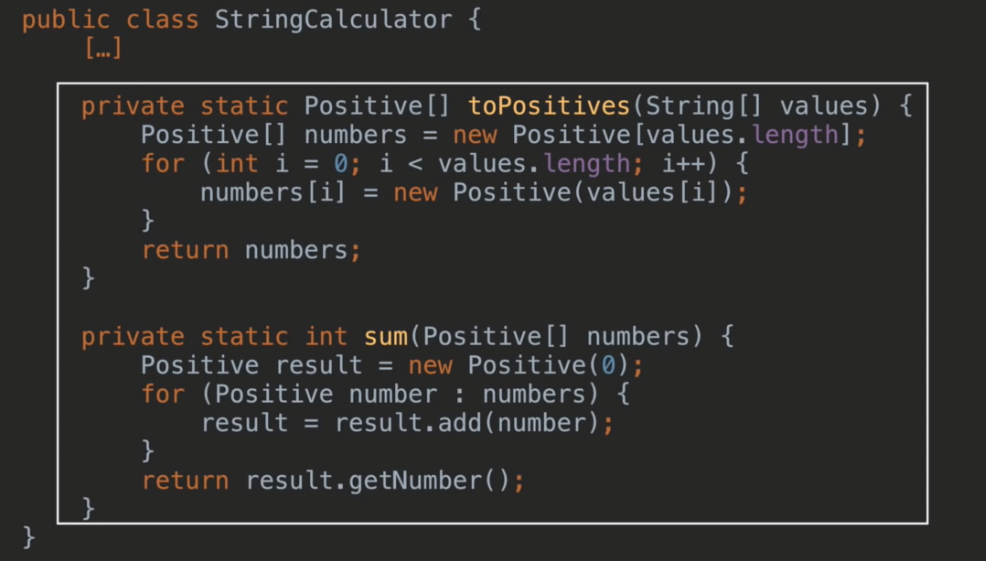 public class StringCalculator {
    […]
    private static Positive[] toPositives(String[] values) {
        Positive[] numbers = new Positive[values.length];
        for (int i = 0; i < values.length; i++) {
            numbers[i] = new Positive(values[i]);
        }
        return numbers;
    }
    private static int sum(Positive[] numbers) {
        Positive result = new Positive(0);
        for (Positive number : numbers) {
            result = result.add(number);
        }
        return result.getNumber();
    }
}